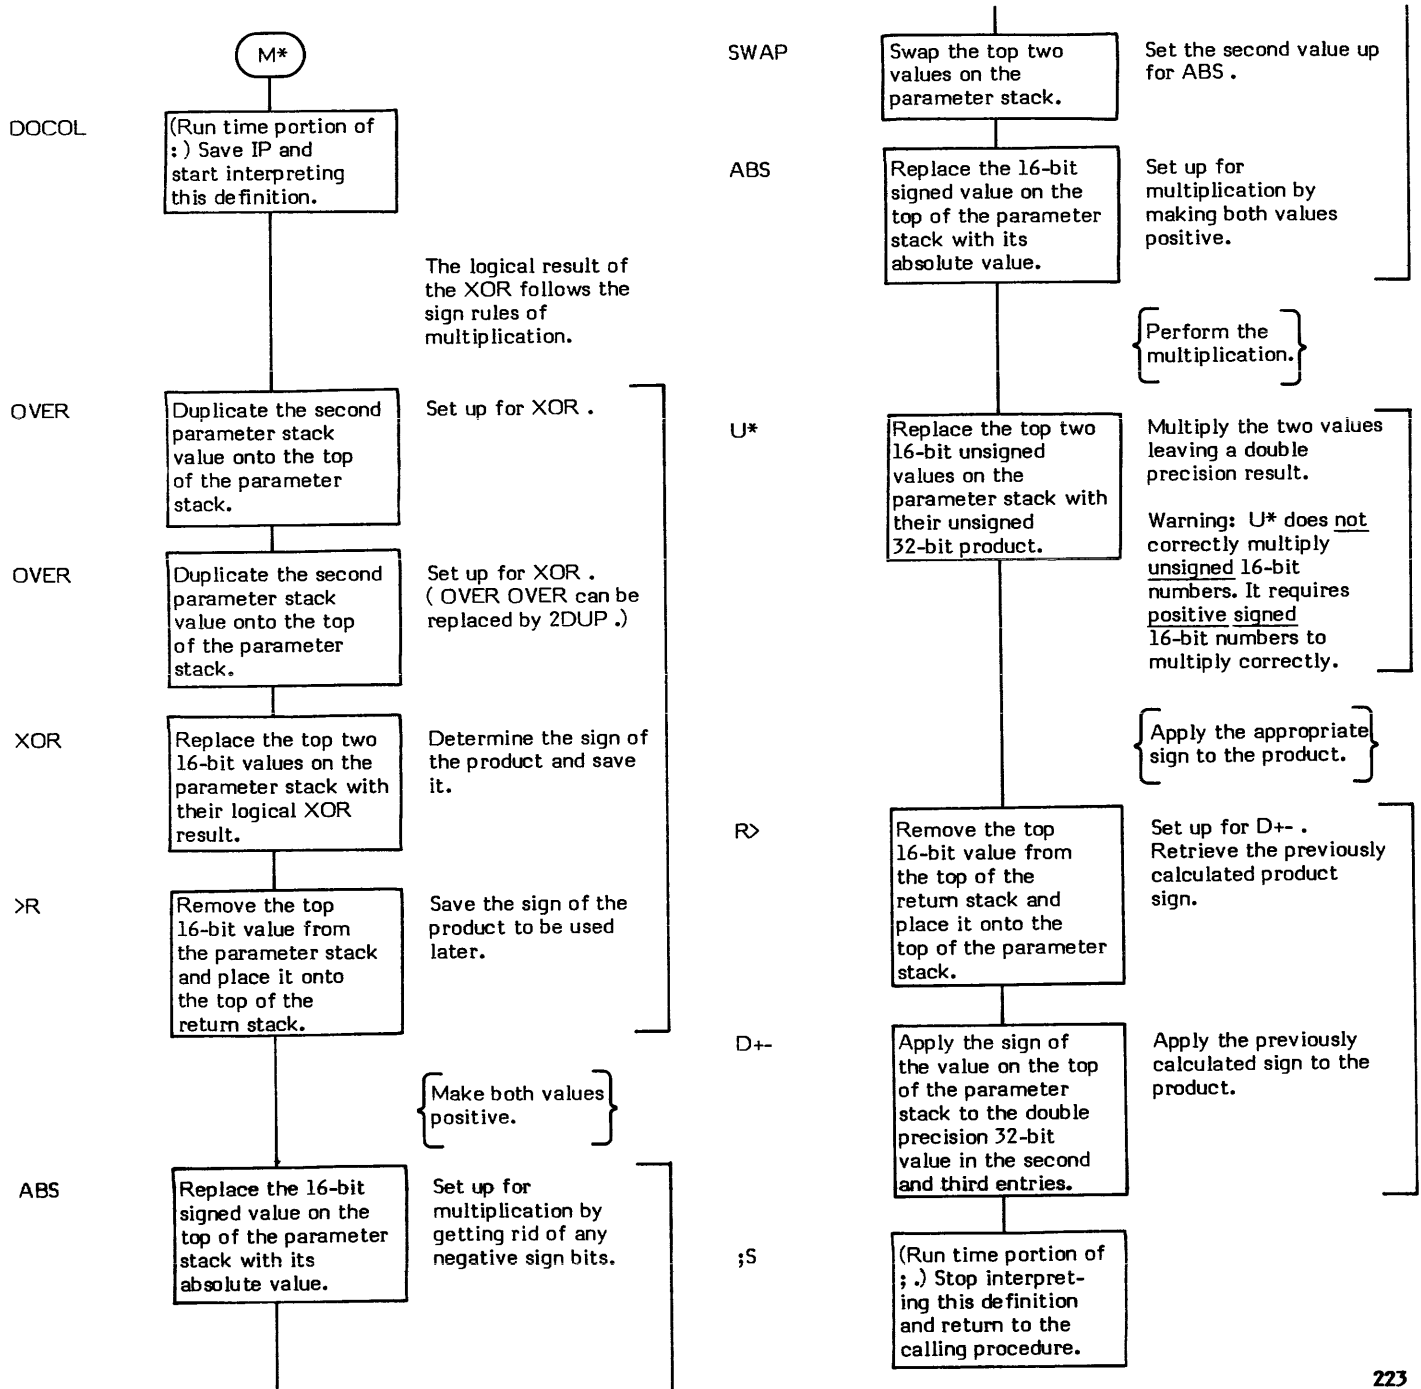 M*
DOCOL
(Run time portion of
: ) Save IP and
start interpreting
this definition.
The logical result of
the XOR follows the
sign rules of
multiplication.
OVER
Duplicate the second
parameter stack
value onto the top
of the parameter
stack.
Set up for XOR .
OVER
Duplicate the second
parameter stack
value onto the top
of the parameter
stack.
Set up for XOR .
( OVER OVER can be
replaced by 2DUP .)
XOR
Replace the top two
16-bit values on the
parameter stack with
their logical XOR
result.
Determine the sign of
the product and save
it.
>R
Remove the top
16-bit value from
the parameter stack
and place it onto
the top of the
return stack.
Save the sign of the
product to be used
later.
Make both values
positive.
ABS
Replace the 16-bit
signed value on the
top of the parameter
stack with its
absolute value.
Set up for
multiplication by
getting rid of any
negative sign bits.
SWAP
Swap the top two
values on the
parameter stack.
Set the second value up
for ABS .
ABS
Replace the 16-bit
signed value on the
top of the parameter
stack with its
absolute value.
Set up for
multiplication by
making both values
positive.
Perform the
multiplication.
U*
Replace the top two
16-bit unsigned
values on the
parameter stack with
their unsigned
32-bit product.
Multiply the two values
leaving a double
precision result.
Warning: U* does not
correctly multiply
unsigned 16-bit
numbers. It requires
positive signed
16-bit numbers to
multiply correctly.
Apply the appropriate
sign to the product.
R>
Remove the top
16-bit value from
the top of the
return stack and
place it onto the
top of the parameter
stack.
Set up for D+- .
Retrieve the previously
calculated product
sign.
D+-
Apply the sign of
the value on the top
of the parameter
stack to the double
precision 32-bit
value in the second
and third entries.
Apply the previously
calculated sign to the
product.
;S
(Run time portion of
; .) Stop interpret-
ing this definition
and return to the
calling procedure.
223